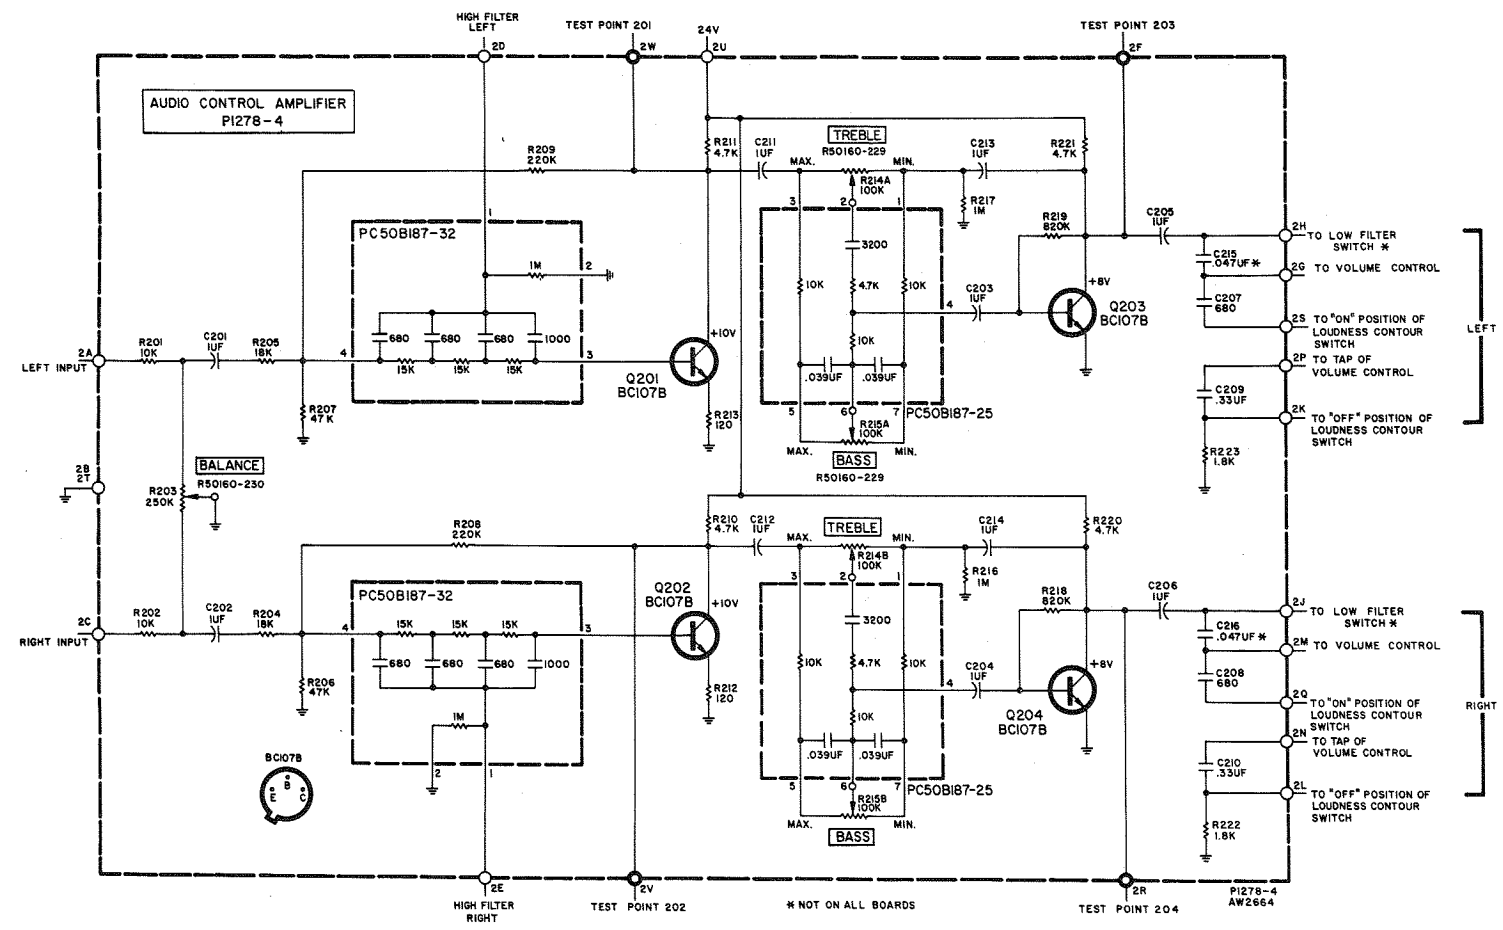 HIGH FILTER
LEFT
2D
TEST POINT 201
2W
24V
2U
TEST POINT 203
2F
AUDIO CONTROL AMPLIFIER
P1278-4
R209
220K
R211
4.7K
C211
1UF
MAX.
TREBLE
R50160-229
MIN.
R214A
100K
C213
1UF
R221
4.7K
R217
1M
1
PC50B187-32
1M
2
680
680
680
1000
4
15K
15K
15K
3
2A
LEFT INPUT
R201
10K
C201
1UF
R205
18K
R207
47K
Q201
BC107B
+10V
R213
120
3
2
1
3200
10K
4.7K
10K
10K
.039UF
.039UF
4
5
6
7
PC50B187-25
R215A
100K
MAX.
MIN.
BASS
R50160-229
C203
1UF
R219
820K
+8V
Q203
BC107B
C205
1UF
2H
TO LOW FILTER
SWITCH *
C215
.047UF*
2G
TO VOLUME CONTROL
C207
680
2S
TO "ON" POSITION OF
LOUDNESS CONTOUR
SWITCH
2P
TO TAP OF
VOLUME CONTROL
C209
.33UF
2K
TO "OFF" POSITION OF
LOUDNESS CONTOUR
SWITCH
R223
1.8K
LEFT
2B
2T
BALANCE
R50160-230
R203
250K
R208
220K
R210
4.7K
C212
1UF
MAX.
TREBLE
MIN.
R214B
100K
C214
1UF
R220
4.7K
R216
1M
2C
RIGHT INPUT
R202
10K
C202
1UF
R204
18K
R206
47K
PC50B187-32
4
15K
15K
15K
3
680
680
680
1000
1M
2
1
Q202
BC107B
+10V
R212
120
3
2
1
3200
10K
4.7K
10K
10K
.039UF
.039UF
4
5
6
7
PC50B187-25
R215B
100K
MAX.
MIN.
BASS
C204
1UF
R218
820K
+8V
Q204
BC107B
C206
1UF
2J
TO LOW FILTER
SWITCH *
C216
.047UF *
2M
TO VOLUME CONTROL
C208
680
2Q
TO "ON" POSITION OF
LOUDNESS CONTOUR
SWITCH
2N
TO TAP OF
VOLUME CONTROL
C210
.33UF
2L
TO "OFF" POSITION OF
LOUDNESS CONTOUR
SWITCH
R222
1.8K
RIGHT
BC107B
B
E C
2E
HIGH FILTER
RIGHT
2V
TEST POINT 202
* NOT ON ALL BOARDS
2R
TEST POINT 204
P1278-4
AW2664